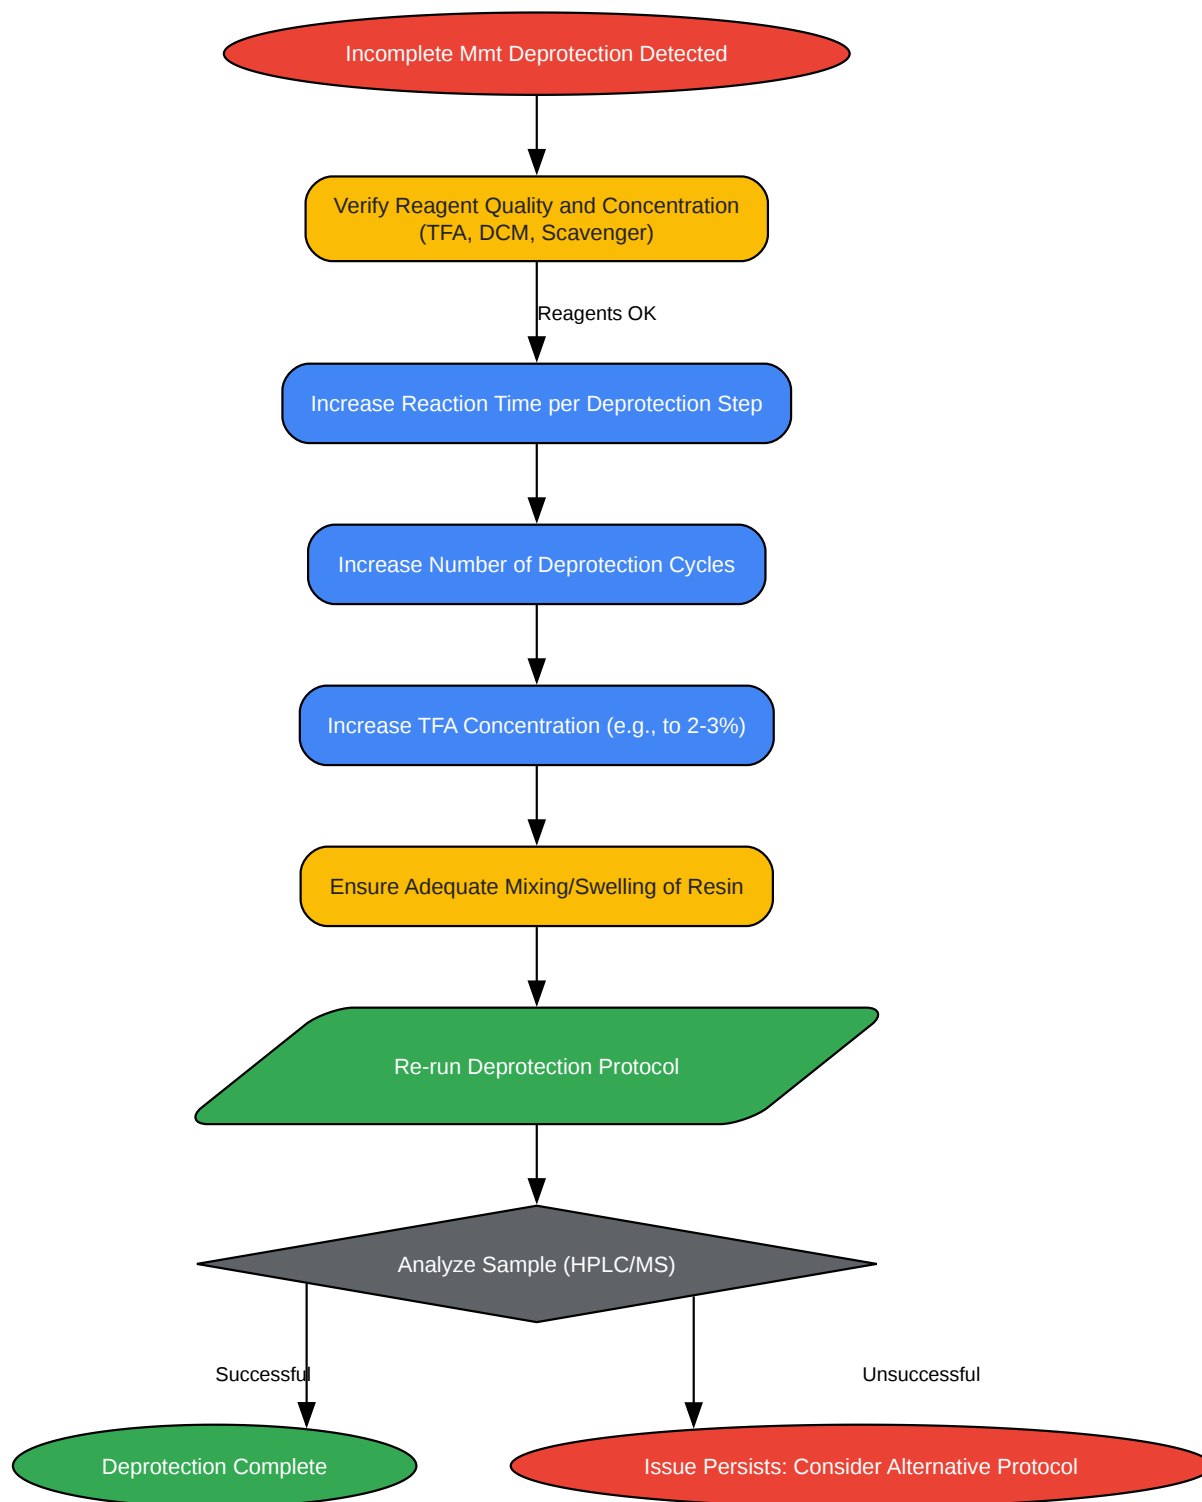 Incomplete Mmt Deprotection Detected
Verify Reagent Quality and Concentration
(TFA, DCM, Scavenger)
Reagents OK
Increase Reaction Time per Deprotection Step
Increase Number of Deprotection Cycles
Increase TFA Concentration (e.g., to 2-3%)
Ensure Adequate Mixing/Swelling of Resin
Re-run Deprotection Protocol
Analyze Sample (HPLC/MS)
Successful
Unsuccessful
Deprotection Complete
Issue Persists: Consider Alternative Protocol